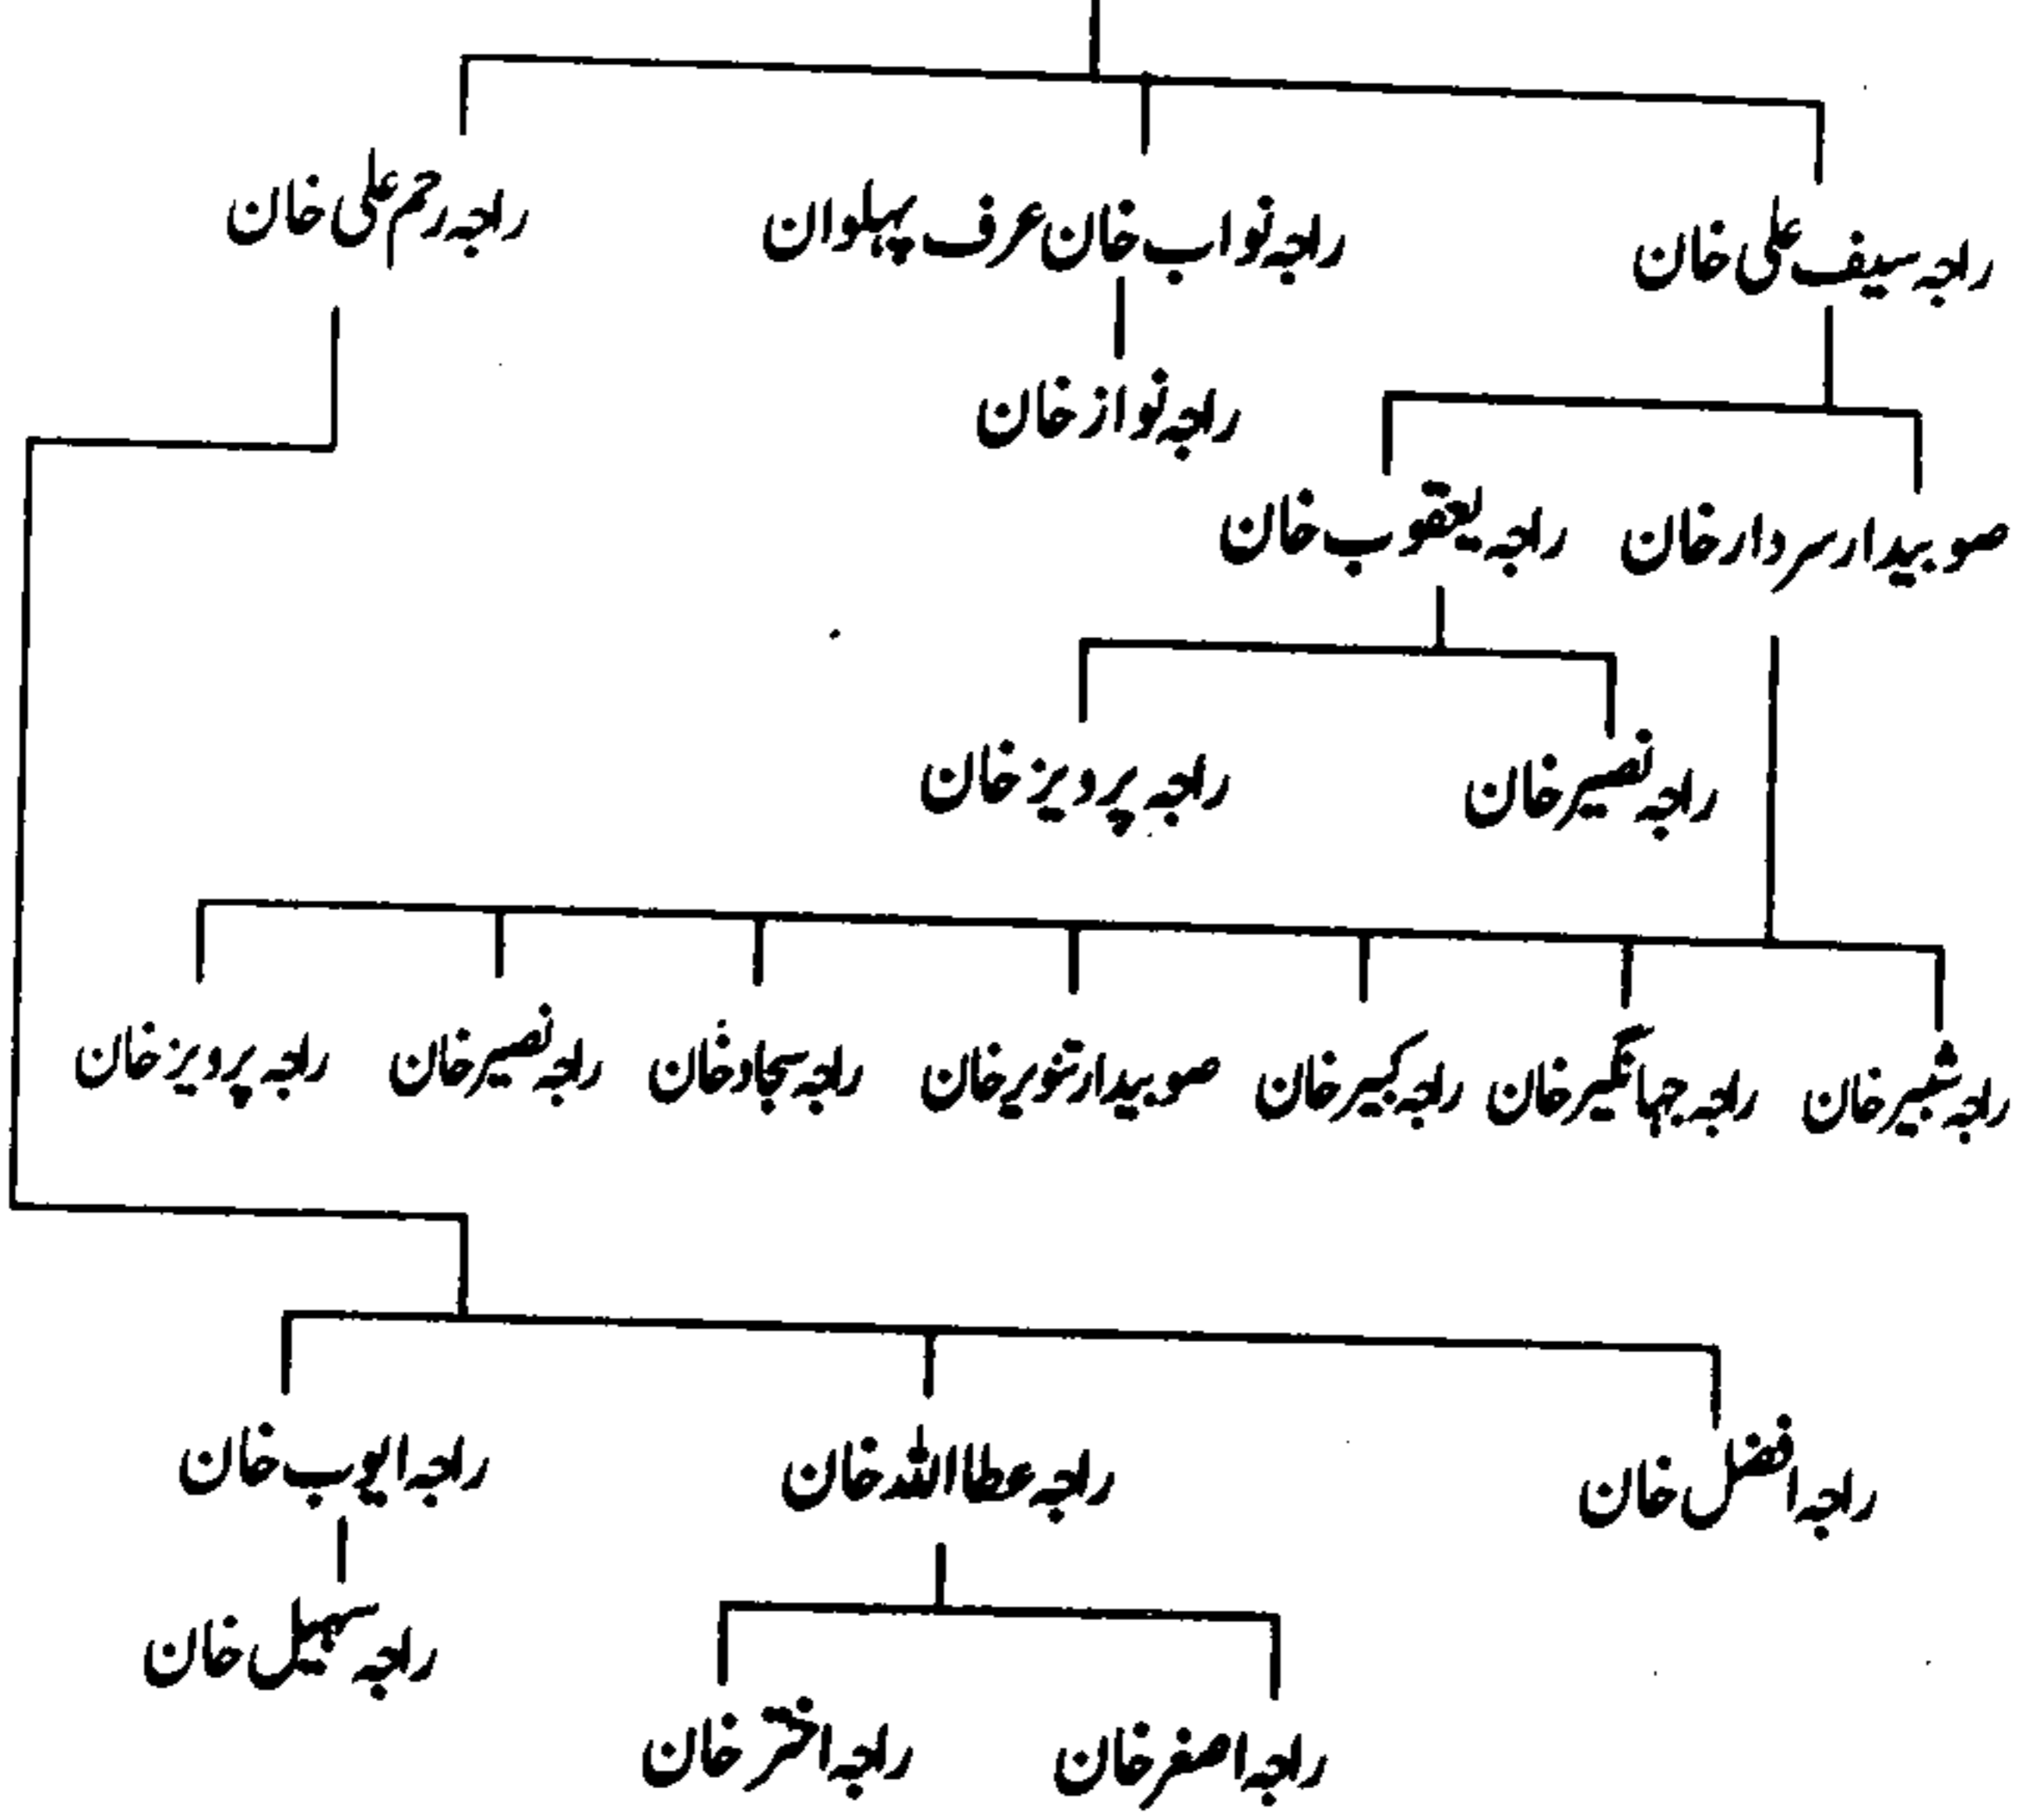 راجہ سیف علی خان
راجہ نواب خان عرف پہلوان
راجہ رحم علی خان
راجہ نواز خان
صوبیدار سردار خان
راجہ یعقوب خان
راجہ نصیر خان
راجہ پرویز خان
راجہ شبیر خان
راجہ جہانگیر خان
راجہ کبیر خان
صوبیدار تنویر خان
راجہ سجاد خان
راجہ نصیر خان
راجہ پرویز خان
راجہ افضل خان
راجہ عطا اللہ خان
راجہ ایوب خان
راجہ سہیل خان
راجہ اصغر خان
راجہ اختر خان